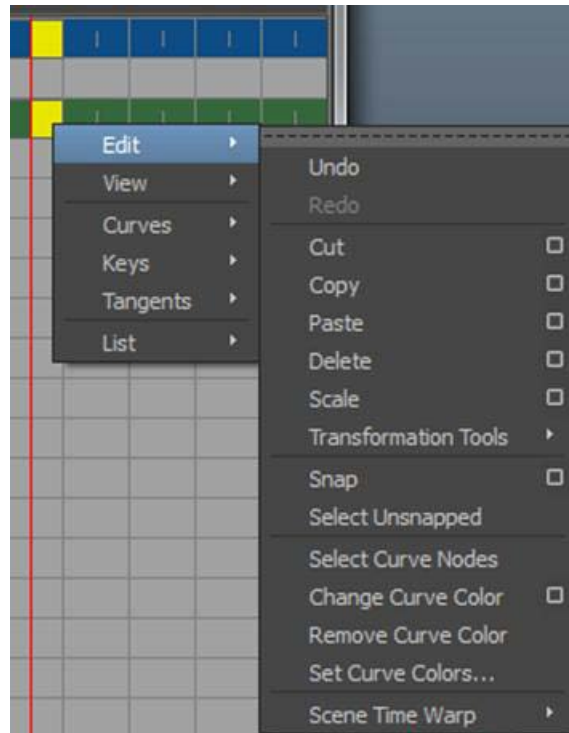 Edit
View
Curves
Keys
Tangents
List
Undo
Redo
Cut
Copy
Paste
Delete
Scale
Transformation Tools
Snap
Select Unsnapped
Select Curve Nodes
Change Curve Color
Remove Curve Color
Set Curve Colors...
Scene Time Warp